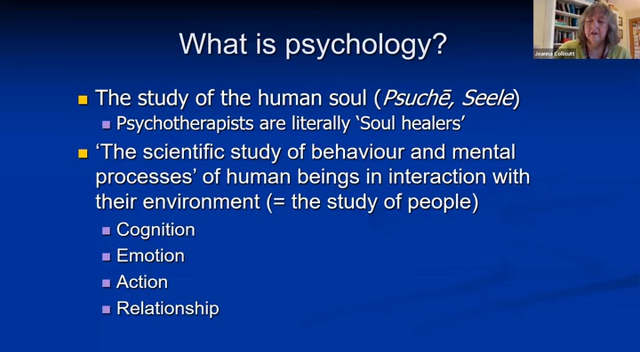 What is psychology?
The study of the human soul (Psuchē, Seele)
Psychotherapists are literally ‘Soul healers’
‘The scientific study of behaviour and mental
processes’ of human beings in interaction with
their environment (= the study of people)
Cognition
Emotion
Action
Relationship
Joanna Collicutt